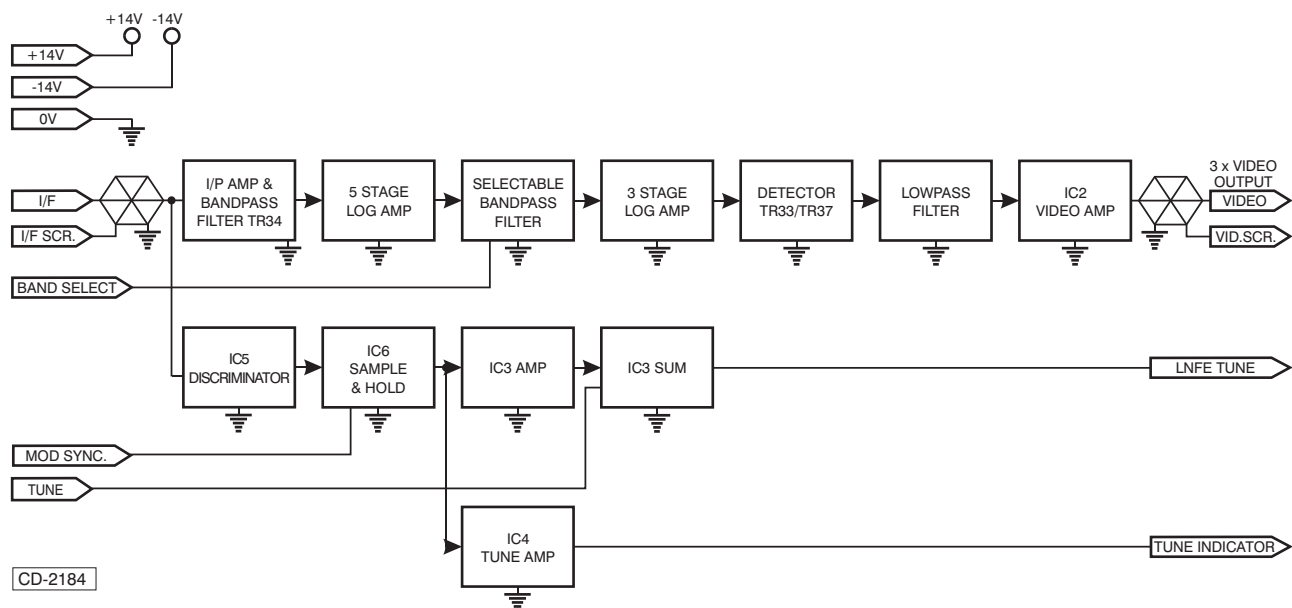 +14V -14V
+14V
-14V
0V
I/F
I/F SCR.
I/P AMP &
BANDPASS
FILTER TR34
5 STAGE
LOG AMP
SELECTABLE
BANDPASS
FILTER
3 STAGE
LOG AMP
DETECTOR
TR33/TR37
LOWPASS
FILTER
IC2
VIDEO AMP
3 x VIDEO
OUTPUT
VIDEO
VID.SCR.
BAND SELECT
IC5
DISCRIMINATOR
IC6
SAMPLE
& HOLD
IC3 AMP
IC3 SUM
LNFE TUNE
MOD SYNC.
TUNE
IC4
TUNE AMP
TUNE INDICATOR
CD-2184